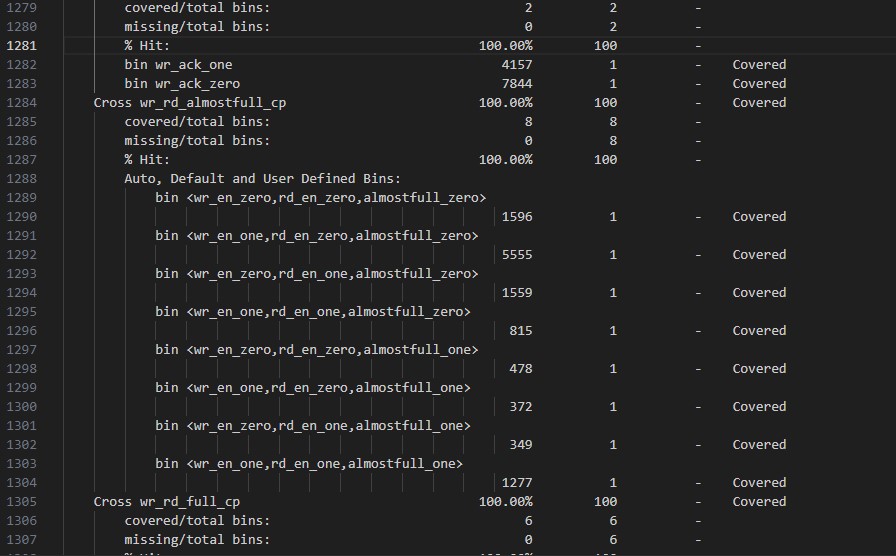 1279 covered/total bins: 2 2 -
1280 missing/total bins: 0 2 -
1281 % Hit: 100.00% 100 -
1282 bin wr_ack_one 4157 1 - Covered
1283 bin wr_ack_zero 7844 1 - Covered
1284 Cross wr_rd_almostfull_cp 100.00% 100 - Covered
1285 covered/total bins: 8 8 -
1286 missing/total bins: 0 8 -
1287 % Hit: 100.00% 100 -
1288 Auto, Default and User Defined Bins:
1289 bin <wr_en_zero,rd_en_zero,almostfull_zero>
1290 1596 1 - Covered
1291 bin <wr_en_one,rd_en_zero,almostfull_zero>
1292 5555 1 - Covered
1293 bin <wr_en_zero,rd_en_one,almostfull_zero>
1294 1559 1 - Covered
1295 bin <wr_en_one,rd_en_one,almostfull_zero>
1296 815 1 - Covered
1297 bin <wr_en_zero,rd_en_zero,almostfull_one>
1298 478 1 - Covered
1299 bin <wr_en_one,rd_en_zero,almostfull_one>
1300 372 1 - Covered
1301 bin <wr_en_zero,rd_en_one,almostfull_one>
1302 349 1 - Covered
1303 bin <wr_en_one,rd_en_one,almostfull_one>
1304 1277 1 - Covered
1305 Cross wr_rd_full_cp 100.00% 100 - Covered
1306 covered/total bins: 6 6 -
1307 missing/total bins: 0 6 -